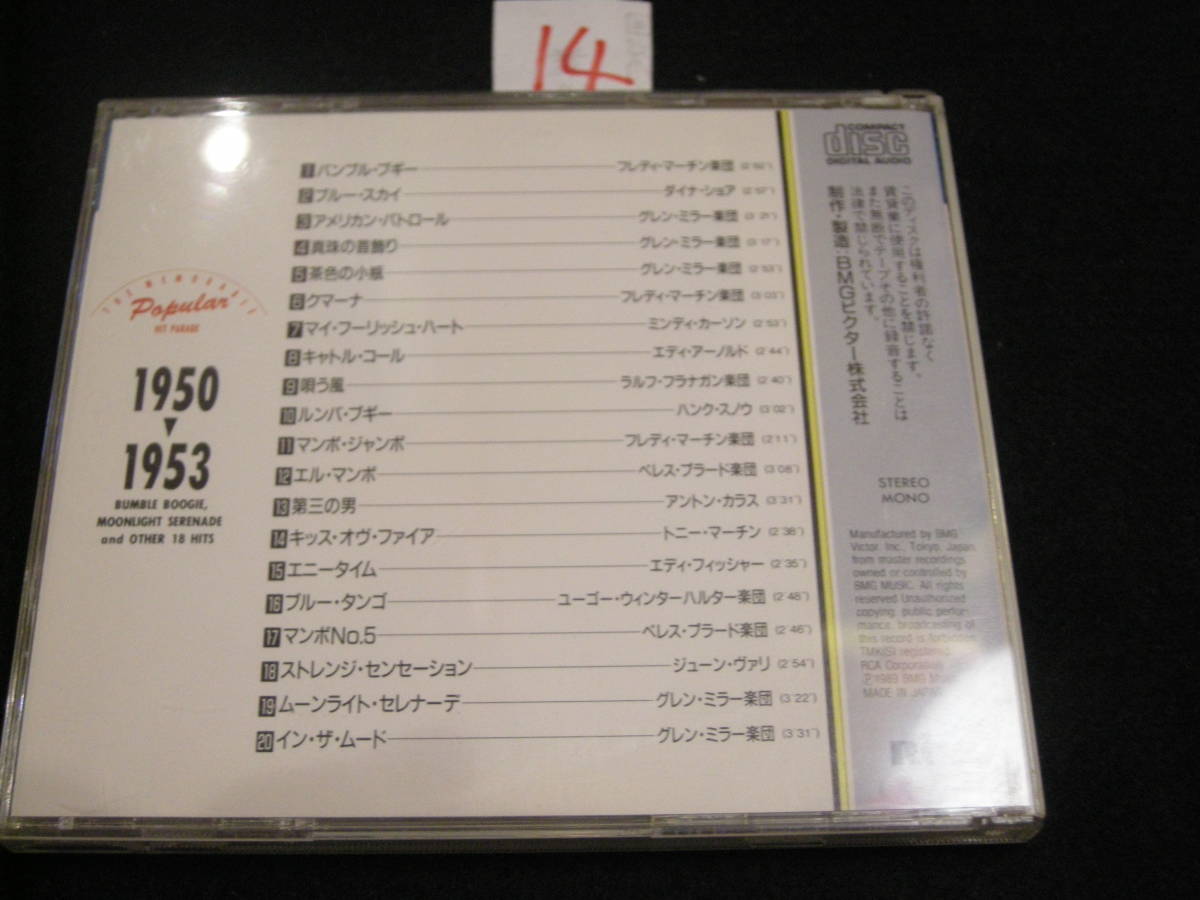 14
THE MEMORABLE
Popular
HIT PARADE
1950
▼
1953
BUMBLE BOOGIE,
MOONLIGHT SERENADE
and OTHER 18 HITS
1 バンブル・ブギー フレディ・マーチン楽団 (2'52")
2 ブルー・スカイ ダイナ・ショア (2'57")
3 アメリカン・パトロール グレン・ミラー楽団 (3'21")
4 真珠の首飾り グレン・ミラー楽団 (3'17")
5 茶色の小瓶 グレン・ミラー楽団 (2'53")
6 クマーナ フレディ・マーチン楽団 (3'03")
7 マイ・フーリッシュ・ハート ミンディ・カーソン (2'53")
8 キャトル・コール エディ・アーノルド (2'44")
9 唄う風 ラルフ・フラナガン楽団 (2'40")
10 ルンバ・ブギー ハンク・スノウ (3'02")
11 マンボ・ジャンボ フレディ・マーチン楽団 (2'11")
12 エル・マンボ ペレス・プラード楽団 (3'08")
13 第三の男 アントン・カラス (3'31")
14 キッス・オヴ・ファイア トニー・マーチン (2'38")
15 エニータイム エディ・フィッシャー (2'35")
16 ブルー・タンゴ ユーゴー・ウィンターハルター楽団 (2'48")
17 マンボNo.5 ペレス・プラード楽団 (2'46")
18 ストレンジ・センセーション ジューン・ヴァリ (2'54")
19 ムーンライト・セレナーデ グレン・ミラー楽団 (3'22")
20 イン・ザ・ムード グレン・ミラー楽団 (3'31")
COMPACT
disc
DIGITAL AUDIO
このディスクは権利者の許諾なく
賃貸業に使用することを禁じます。
また無断でテープその他に録音することは
法律で禁じられています。
制作・製造：BMGビクター株式会社
STEREO
MONO
Manufactured by BMG
Victor, Inc., Tokyo, Japan
from master recordings
owned or controlled by
BMG MUSIC. All rights
reserved Unauthorized
copying, public perfor-
mance, broadcasting of
this record is forbidden
TMK(S) registered
RCA Corporation
Ⓟ1989 BMG Music
MADE IN JAPAN